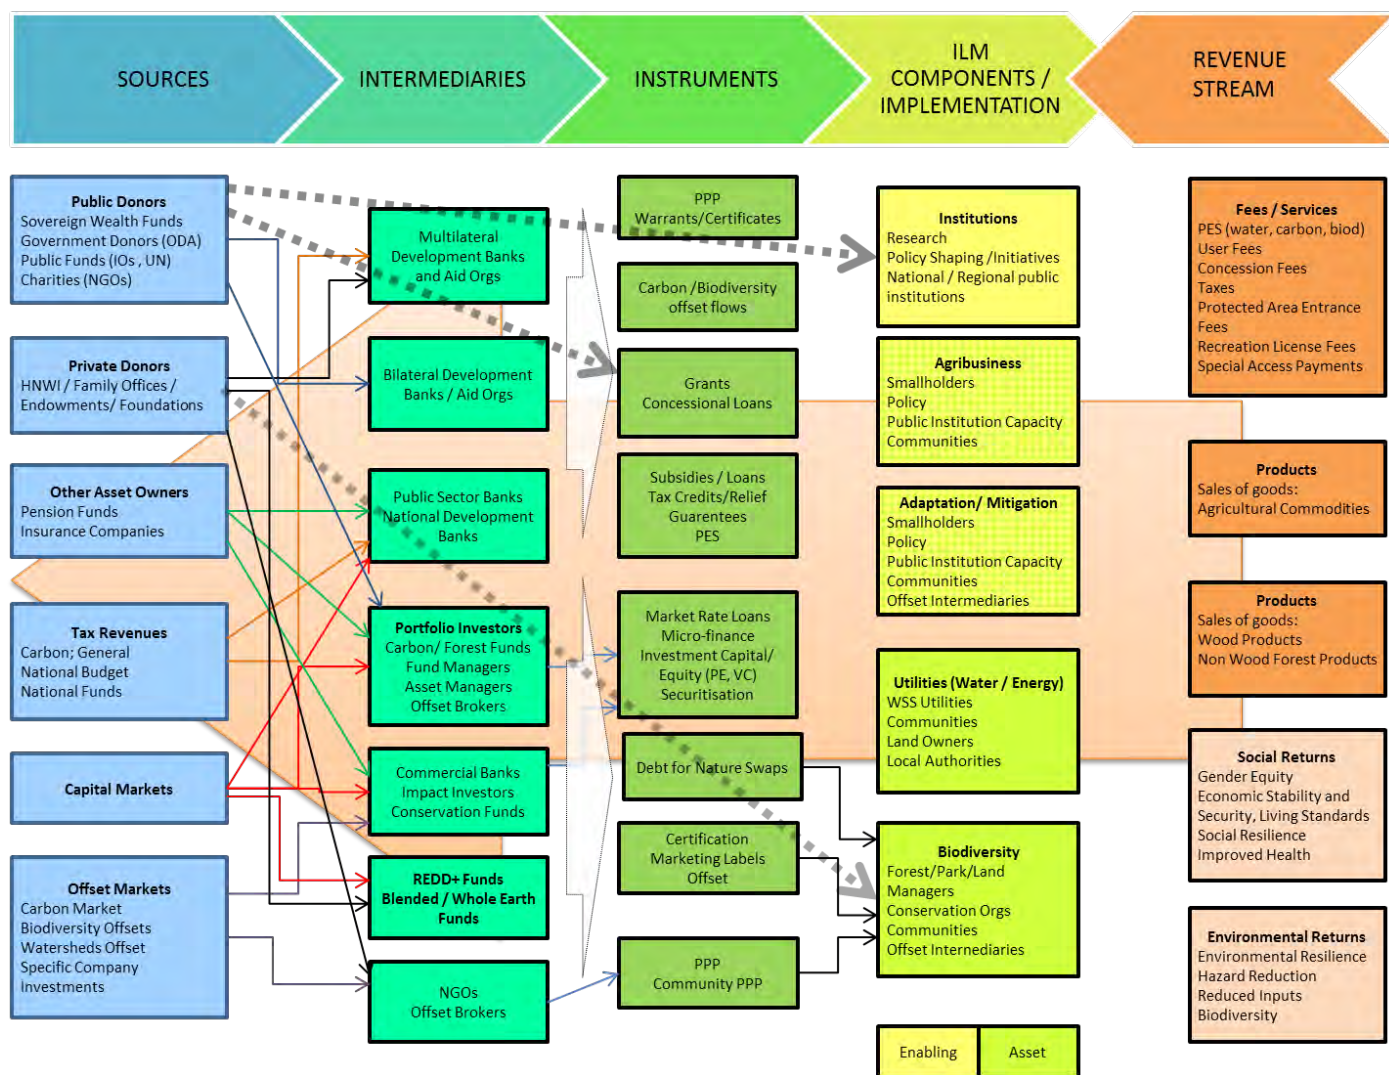 SOURCES
INTERMEDIARIES
INSTRUMENTS
ILM
COMPONENTS /
IMPLEMENTATION
REVENUE
STREAM
Public Donors
Sovereign Wealth Funds
Government Donors (ODA)
Public Funds (IOs , UN)
Charities (NGOs)
Private Donors
HNWI / Family Offices /
Endowments/ Foundations
Other Asset Owners
Pension Funds
Insurance Companies
Tax Revenues
Carbon; General
National Budget
National Funds
Capital Markets
Offset Markets
Carbon Market
Biodiversity Offsets
Watersheds Offset
Specific Company
Investments
Multilateral
Development Banks
and Aid Orgs
Bilateral Development
Banks / Aid Orgs
Public Sector Banks
National Development
Banks
Portfolio Investors
Carbon/ Forest Funds
Fund Managers
Asset Managers
Offset Brokers
Commercial Banks
Impact Investors
Conservation Funds
REDD+ Funds
Blended / Whole Earth
Funds
NGOs
Offset Brokers
PPP
Warrants/Certificates
Carbon /Biodiversity
offset flows
Grants
Concessional Loans
Subsidies / Loans
Tax Credits/Relief
Guarentees
PES
Market Rate Loans
Micro-finance
Investment Capital/
Equity (PE, VC)
Securitisation
Debt for Nature Swaps
Certification
Marketing Labels
Offset
PPP
Community PPP
Institutions
Research
Policy Shaping /Initiatives
National / Regional public
institutions
Agribusiness
Smallholders
Policy
Public Institution Capacity
Communities
Adaptation/ Mitigation
Smallholders
Policy
Public Institution Capacity
Communities
Offset Intermediaries
Utilities (Water / Energy)
WSS Utilities
Communities
Land Owners
Local Authorities
Biodiversity
Forest/Park/Land
Managers
Conservation Orgs
Communities
Offset Internediaries
Enabling
Asset
Fees / Services
PES (water, carbon, biod)
User Fees
Concession Fees
Taxes
Protected Area Entrance
Fees
Recreation License Fees
Special Access Payments
Products
Sales of goods:
Agricultural Commodities
Products
Sales of goods:
Wood Products
Non Wood Forest Products
Social Returns
Gender Equity
Economic Stability and
Security, Living Standards
Social Resilience
Improved Health
Environmental Returns
Environmental Resilience
Hazard Reduction
Reduced Inputs
Biodiversity